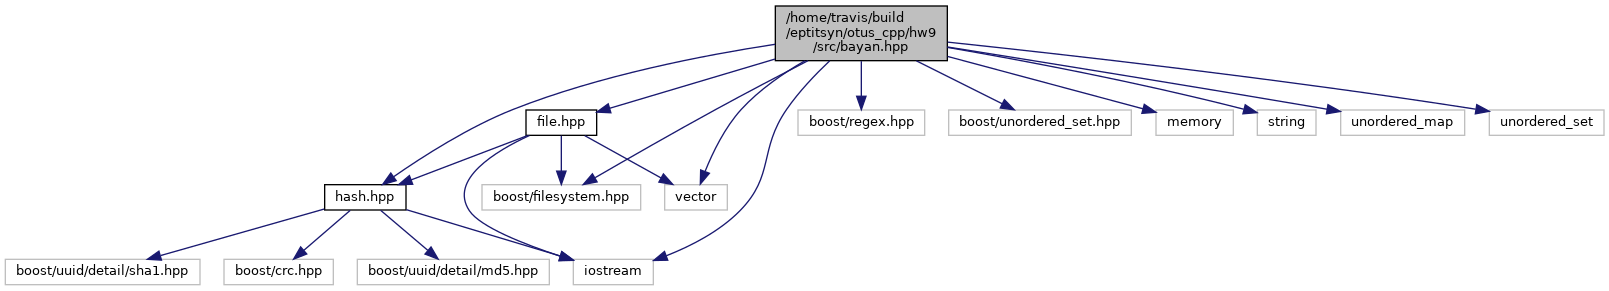 /home/travis/build
/eptitsyn/otus_cpp/hw9
/src/bayan.hpp
file.hpp
boost/regex.hpp
boost/unordered_set.hpp
memory
string
unordered_map
unordered_set
hash.hpp
boost/filesystem.hpp
vector
boost/uuid/detail/sha1.hpp
boost/crc.hpp
boost/uuid/detail/md5.hpp
iostream